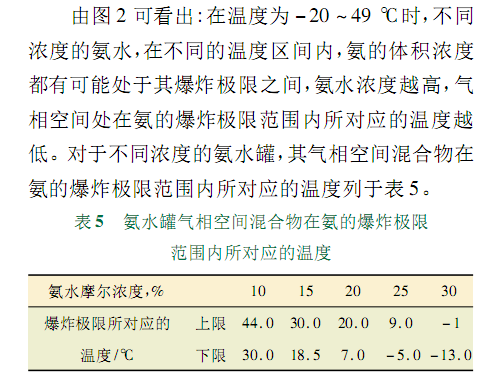 由图2可看出：在温度为-20~49 ℃时，不同
浓度的氨水，在不同的温度区间内，氨的体积浓度
都有可能处于其爆炸极限之间，氨水浓度越高，气
相空间处在氨的爆炸极限范围内所对应的温度越
低。对于不同浓度的氨水罐，其气相空间混合物在
氨的爆炸极限范围内所对应的温度列于表5。
表5 氨水罐气相空间混合物在氨的爆炸极限
范围内所对应的温度
氨水摩尔浓度，% 10 15 20 25 30
爆炸极限所对应的 上限 44.0 30.0 20.0 9.0 -1
温度/℃ 下限 30.0 18.5 7.0 -5.0 -13.0